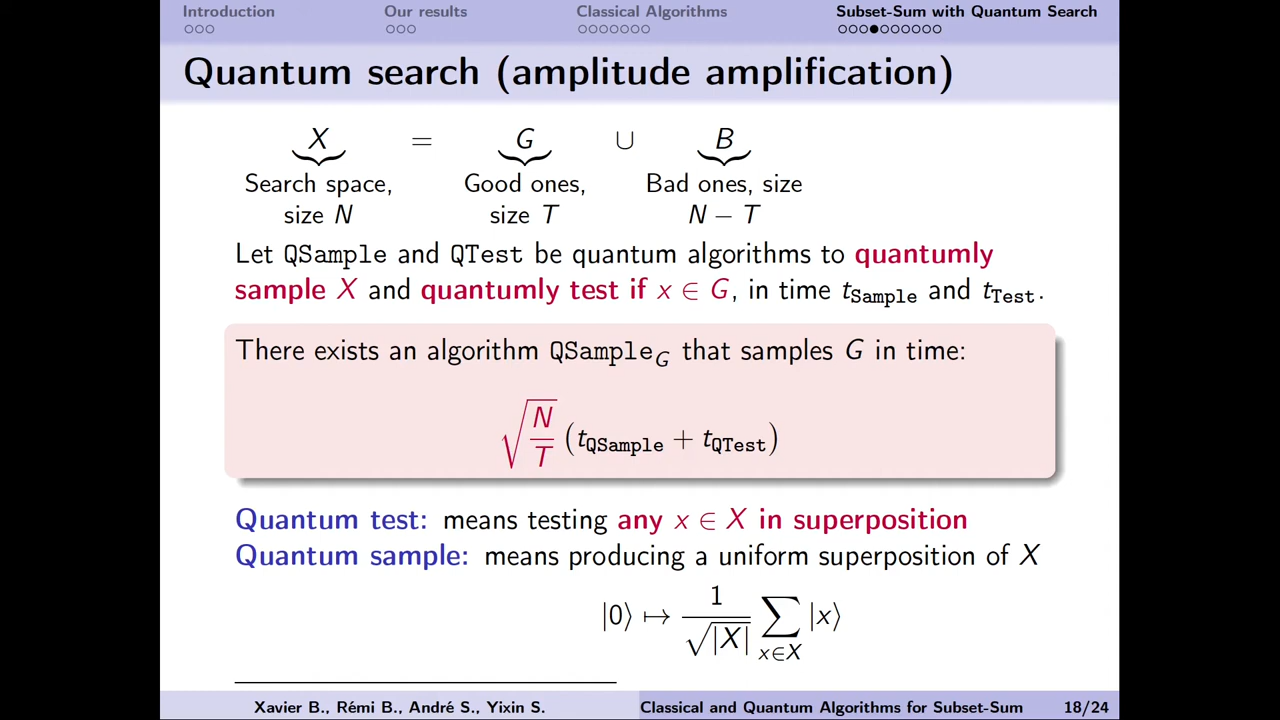 Introduction Our results Classical Algorithms Subset-Sum with Quantum Search
Quantum search (amplitude amplification)
X = G ∪ B
Search space, Good ones, Bad ones, size
size N size T N − T
Let QSample and QTest be quantum algorithms to quantumly
sample X and quantumly test if x ∈ G, in time t_Sample and t_Test.
There exists an algorithm QSample_G that samples G in time:
√(N/T) (t_QSample + t_QTest)
Quantum test: means testing any x ∈ X in superposition
Quantum sample: means producing a uniform superposition of X
|0⟩ ↦ 1/√|X| ∑_{x∈X} |x⟩
Xavier B., Rémi B., André S., Yixin S. Classical and Quantum Algorithms for Subset-Sum 18/24